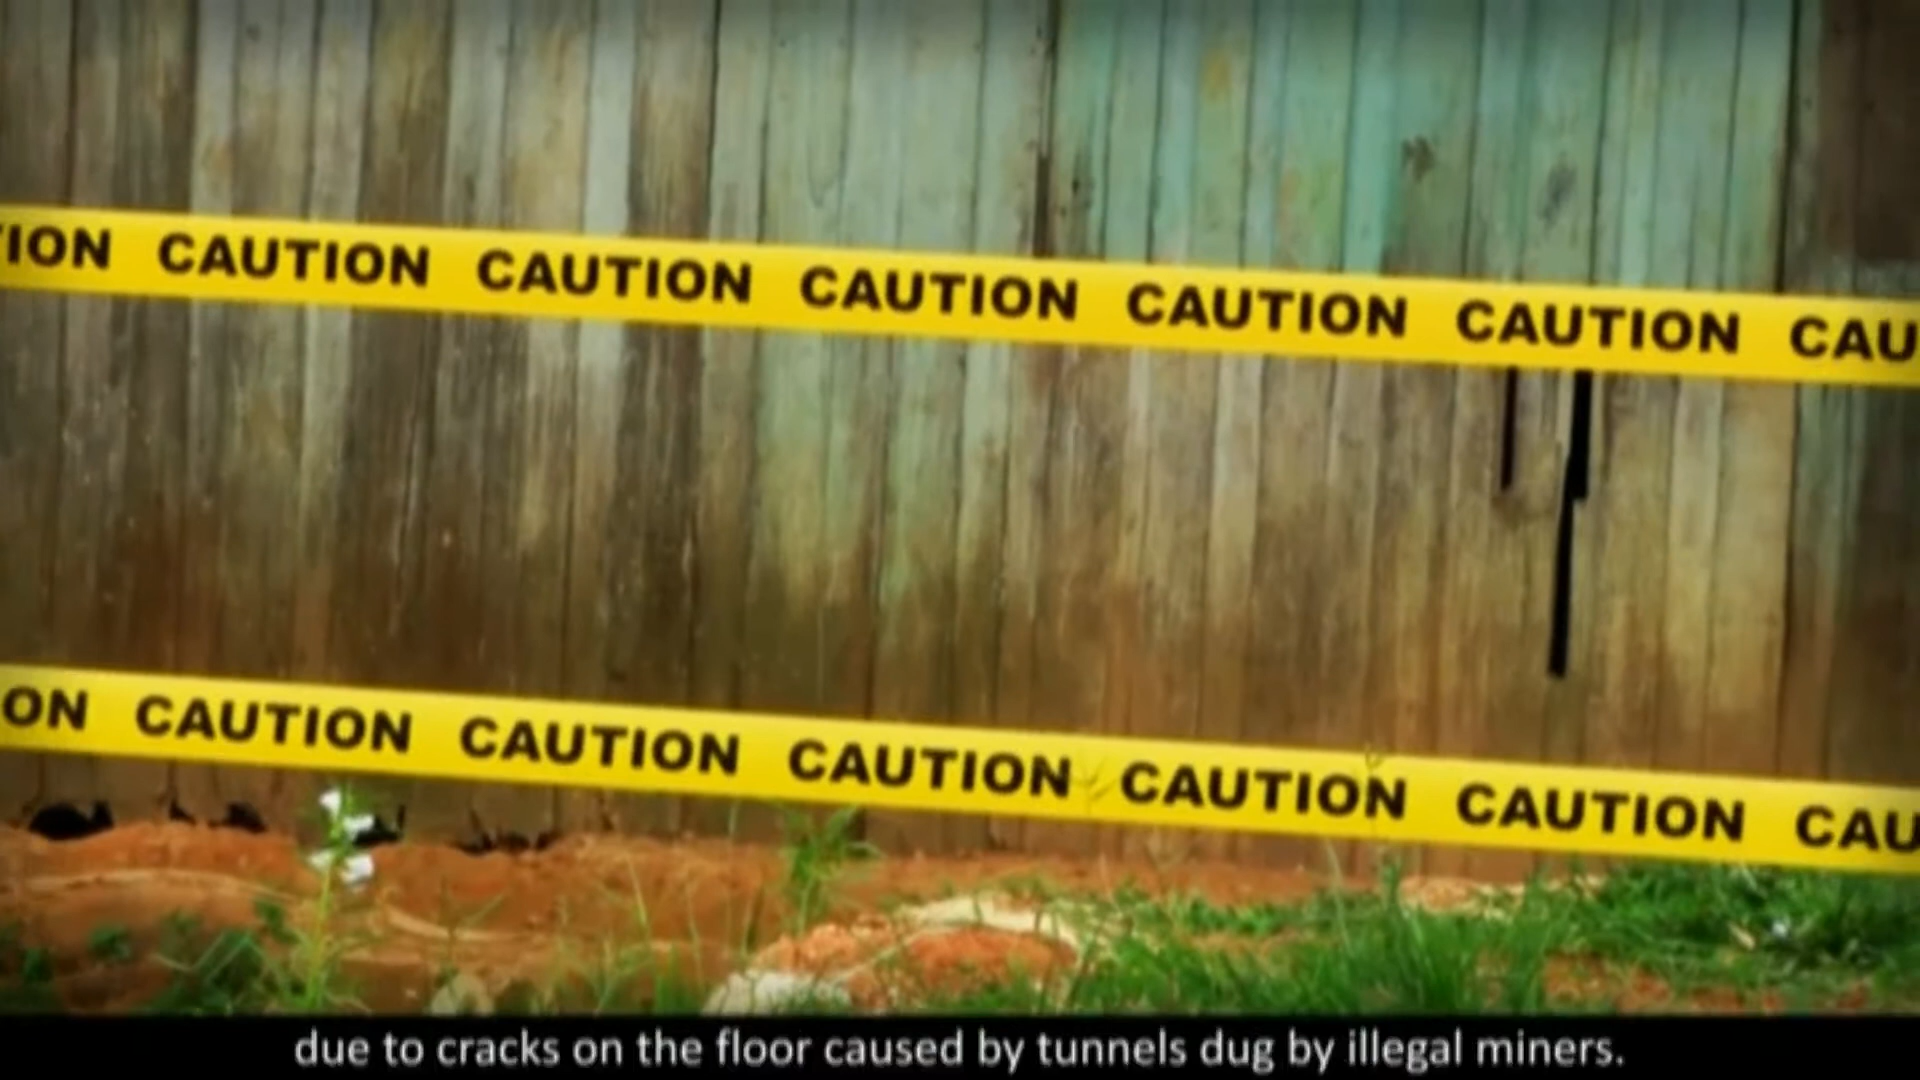 TION CAUTION CAUTION CAUTION CAUTION CAUTION CAU
ON CAUTION CAUTION CAUTION CAUTION CAUTION CAU
due to cracks on the floor caused by tunnels dug by illegal miners.